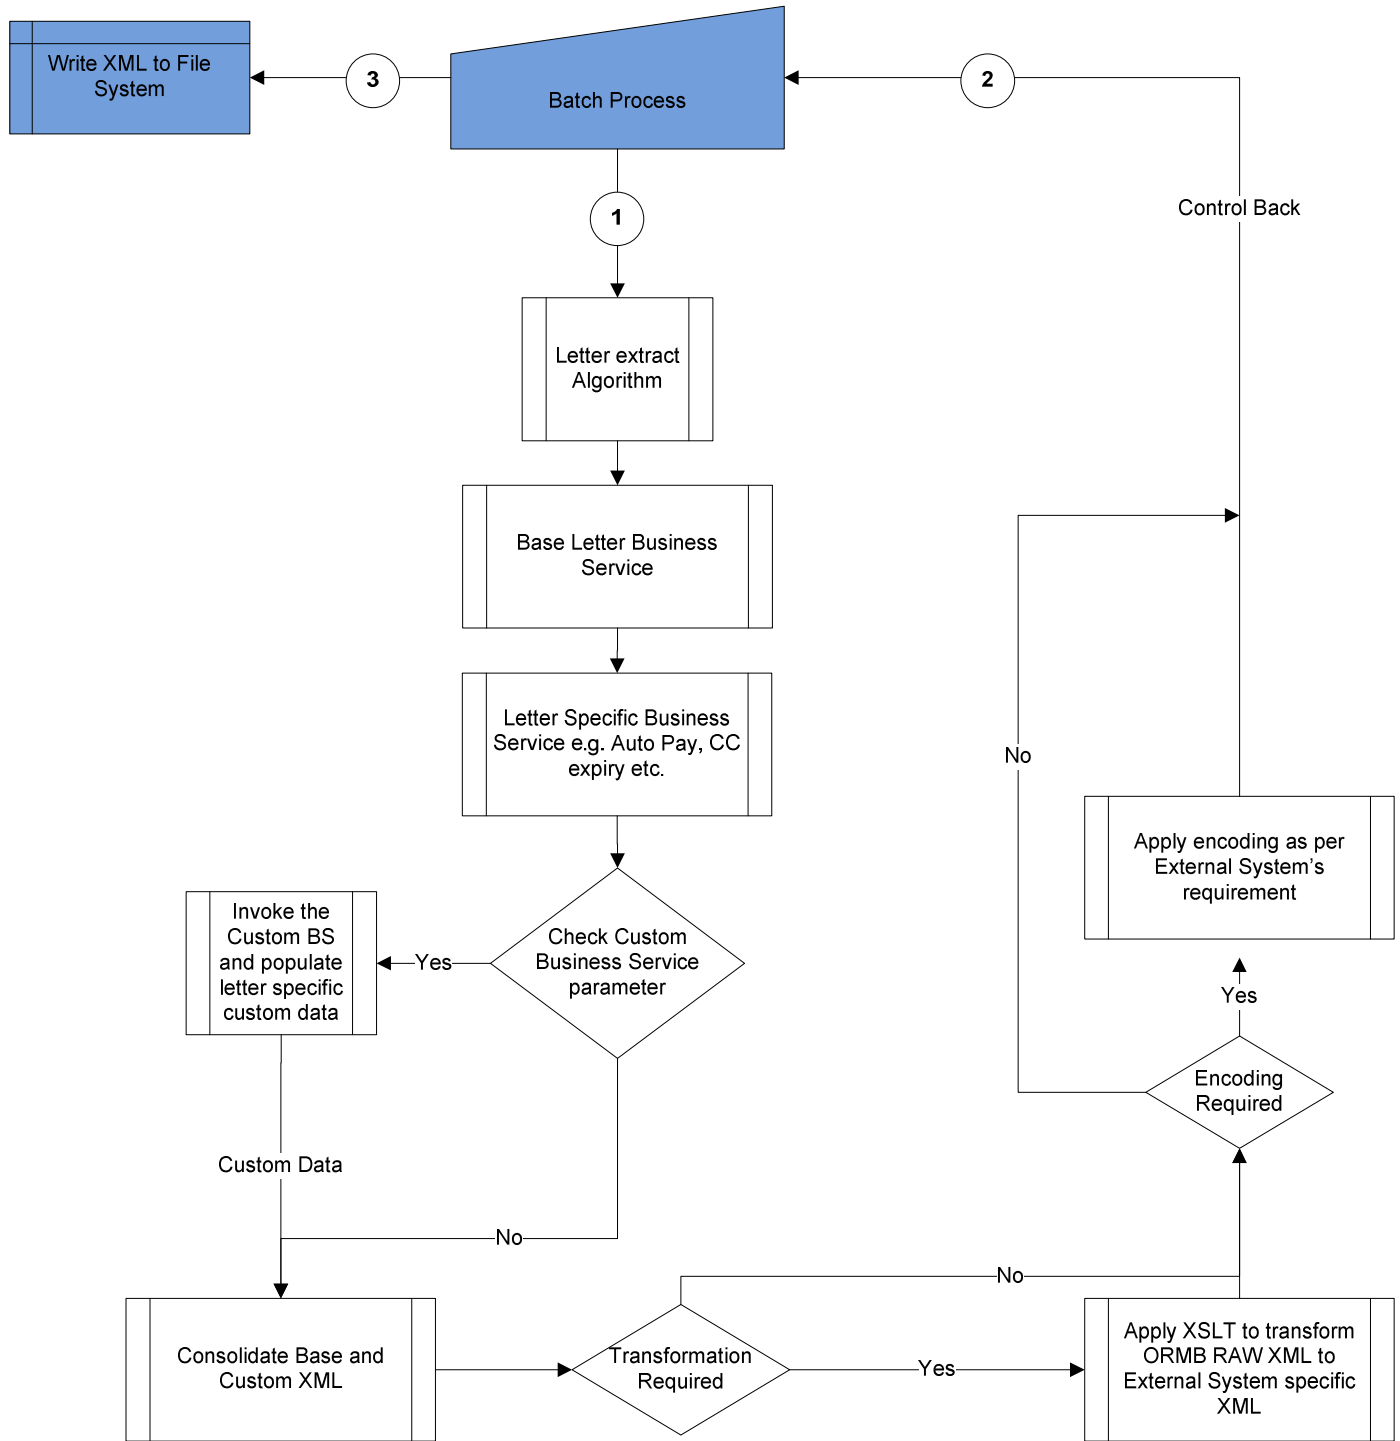 Write XML to File
System
3
Batch Process
2
1
Control Back
Letter extract
Algorithm
Base Letter Business
Service
Letter Specific Business
Service e.g. Auto Pay, CC
expiry etc.
No
Apply encoding as per
External System's
requirement
Invoke the
Custom BS
and populate
letter specific
custom data
Yes
Check Custom
Business Service
parameter
Yes
Encoding
Required
Custom Data
No
No
Consolidate Base and
Custom XML
Transformation
Required
Yes
Apply XSLT to transform
ORMB RAW XML to
External System specific
XML